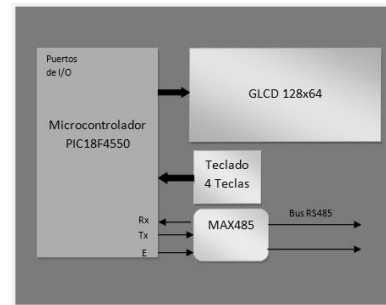 Puertos
de I/O
GLCD 128x64
Microcontrolador
PIC18F4550
Teclado
4 Teclas
Rx
Tx
E
MAX485
Bus RS485